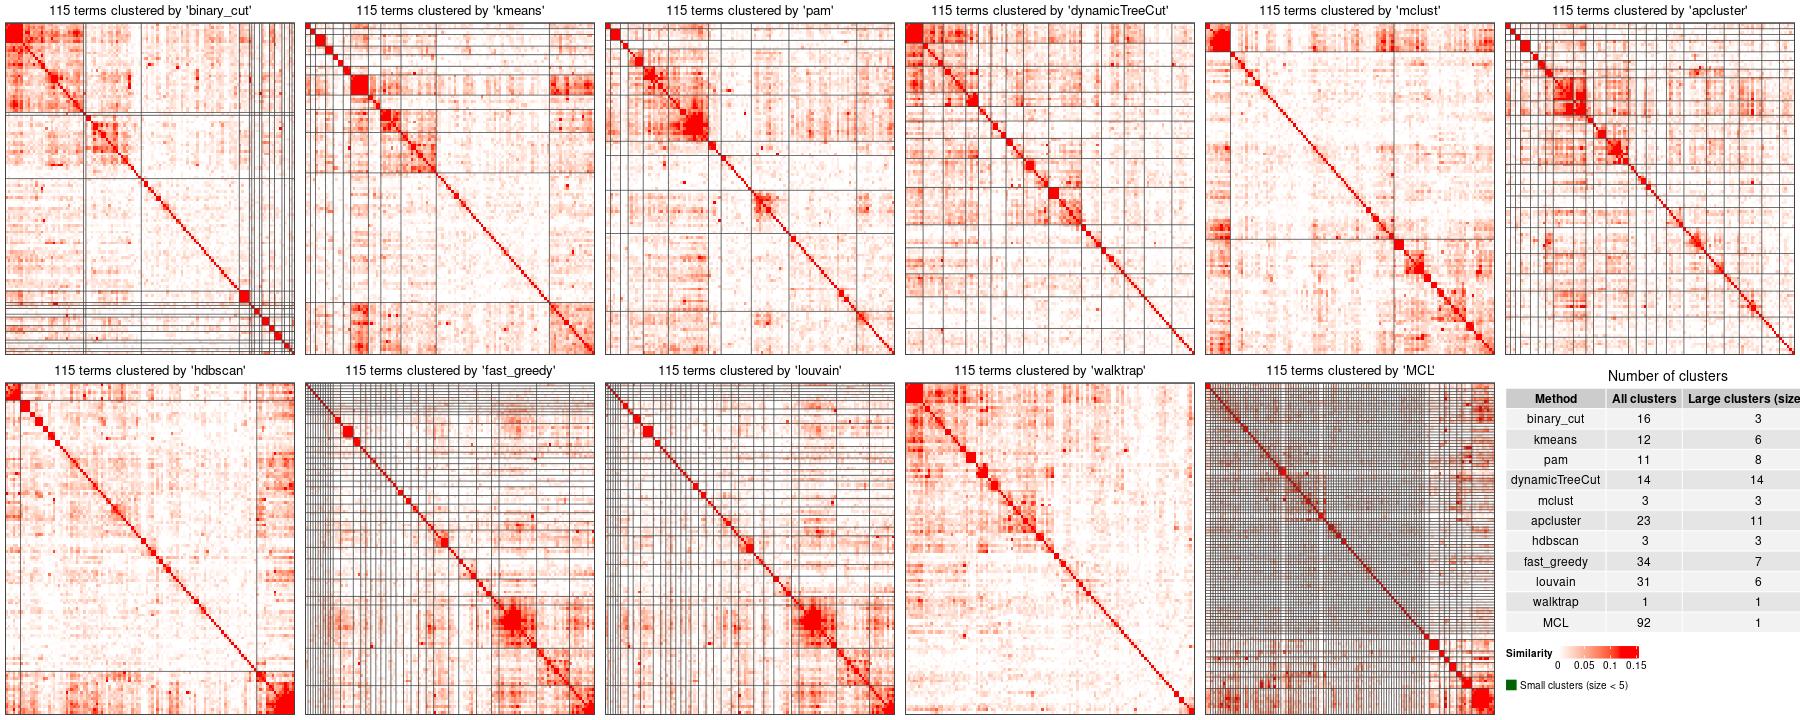 115 terms clustered by 'binary_cut'
115 terms clustered by 'kmeans'
115 terms clustered by 'pam'
115 terms clustered by 'dynamicTreeCut'
115 terms clustered by 'mclust'
115 terms clustered by 'apcluster'
115 terms clustered by 'hdbscan'
115 terms clustered by 'fast_greedy'
115 terms clustered by 'louvain'
115 terms clustered by 'walktrap'
115 terms clustered by 'MCL'
Number of clusters
Method All clusters Large clusters (size
binary_cut 16 3
kmeans 12 6
pam 11 8
dynamicTreeCut 14 14
mclust 3 3
apcluster 23 11
hdbscan 3 3
fast_greedy 34 7
louvain 31 6
walktrap 1 1
MCL 92 1
Similarity
0 0.05 0.1 0.15
Small clusters (size < 5)